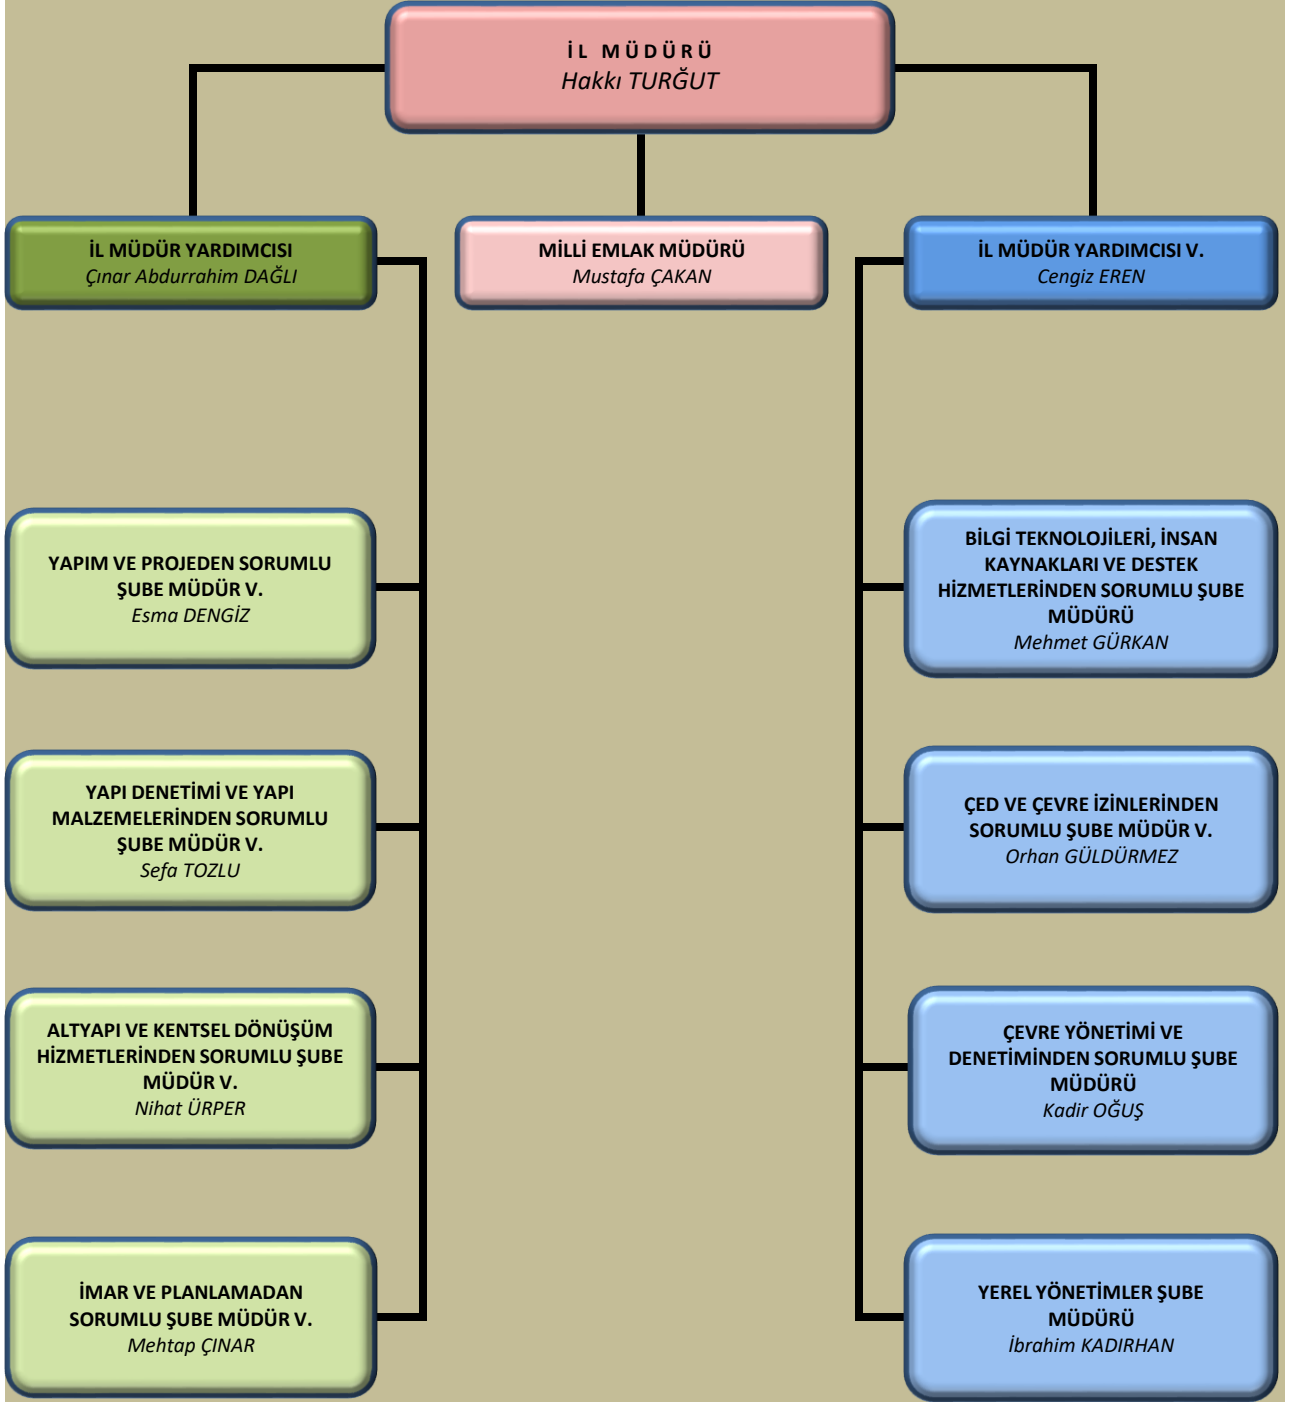 İL MÜDÜRÜ
Hakkı TURĞUT
İL MÜDÜR YARDIMCISI
Çınar Abdurrahim DAĞLI
MİLLİ EMLAK MÜDÜRÜ
Mustafa ÇAKAN
İL MÜDÜR YARDIMCISI V.
Cengiz EREN
YAPIM VE PROJEDEN SORUMLU
ŞUBE MÜDÜR V.
Esma DENGİZ
BİLGİ TEKNOLOJİLERİ, İNSAN
KAYNAKLARI VE DESTEK
HİZMETLERİNDEN SORUMLU ŞUBE
MÜDÜRÜ
Mehmet GÜRKAN
YAPI DENETİMİ VE YAPI
MALZEMELERİNDEN SORUMLU
ŞUBE MÜDÜR V.
Sefa TOZLU
ÇED VE ÇEVRE İZİNLERİNDEN
SORUMLU ŞUBE MÜDÜR V.
Orhan GÜLDÜRMEZ
ALTYAPI VE KENTSEL DÖNÜŞÜM
HİZMETLERİNDEN SORUMLU ŞUBE
MÜDÜR V.
Nihat ÜRPER
ÇEVRE YÖNETİMİ VE
DENETİMİNDEN SORUMLU ŞUBE
MÜDÜRÜ
Kadir OĞUŞ
İMAR VE PLANLAMADAN
SORUMLU ŞUBE MÜDÜR V.
Mehtap ÇINAR
YEREL YÖNETİMLER ŞUBE
MÜDÜRÜ
İbrahim KADIRHAN